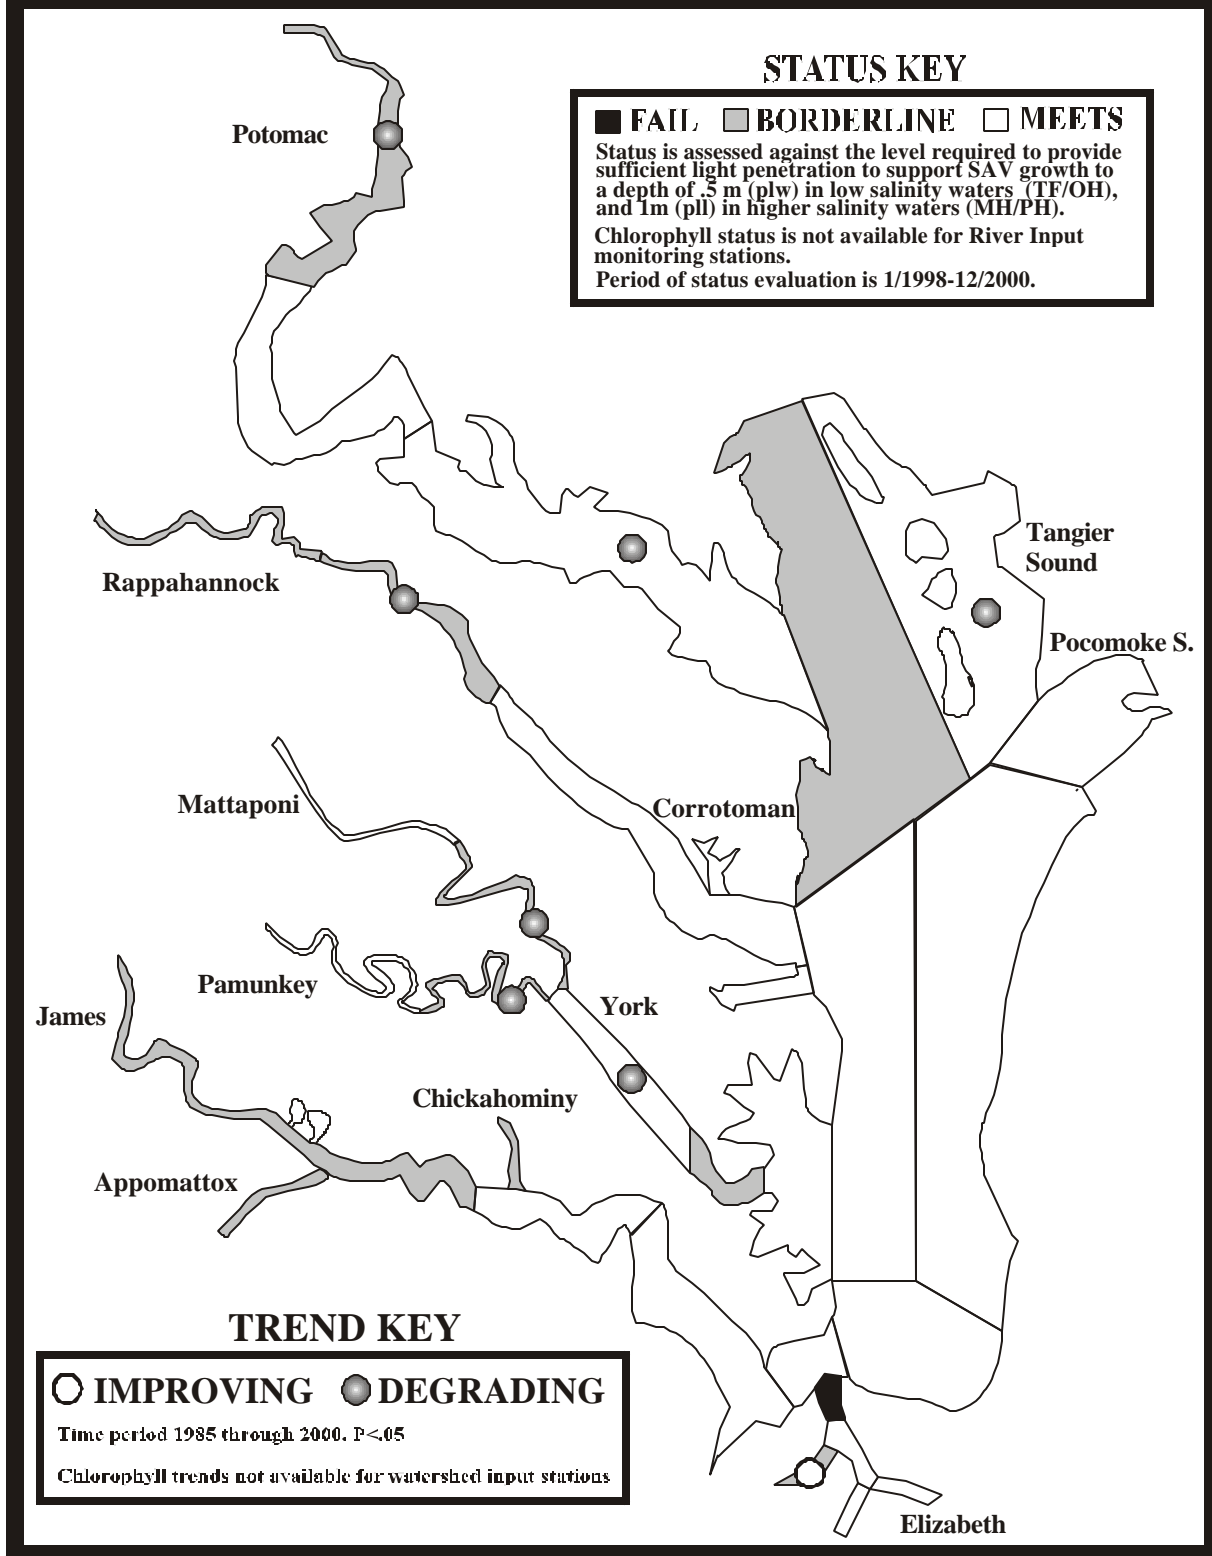 STATUS KEY
FAIL BORDERLINE MEETS
Status is assessed against the level required to provide
sufficient light penetration to support SAV growth to
a depth of .5 m (plw) in low salinity waters (TF/OH),
and 1m (pll) in higher salinity waters (MH/PH).
Chlorophyll status is not available for River Input
monitoring stations.
Period of status evaluation is 1/1998-12/2000.
Potomac
Rappahannock
Tangier
Sound
Pocomoke S.
Mattaponi
Corrotoman
Pamunkey
York
James
Chickahominy
Appomattox
TREND KEY
IMPROVING DEGRADING
Time period 1985 through 2000. P<.05
Chlorophyll trends not available for watershed input stations
Elizabeth